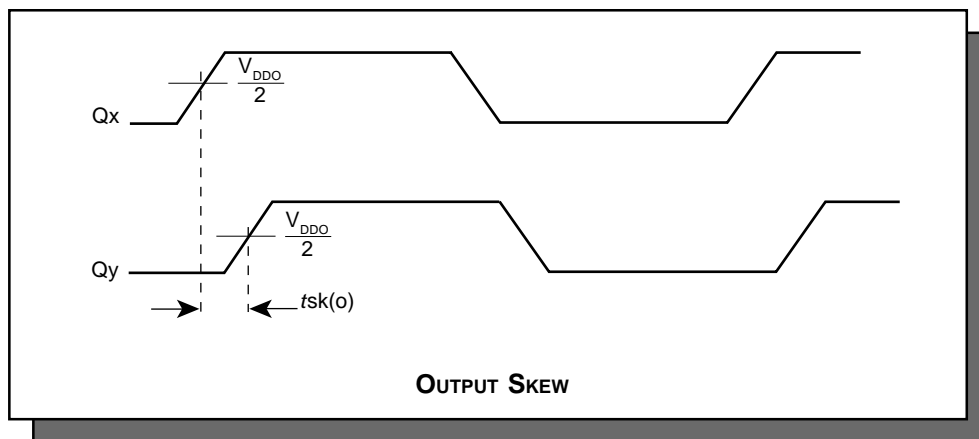 V_DDO
2
Qx
V_DDO
2
Qy
tsk(o)
OUTPUT SKEW